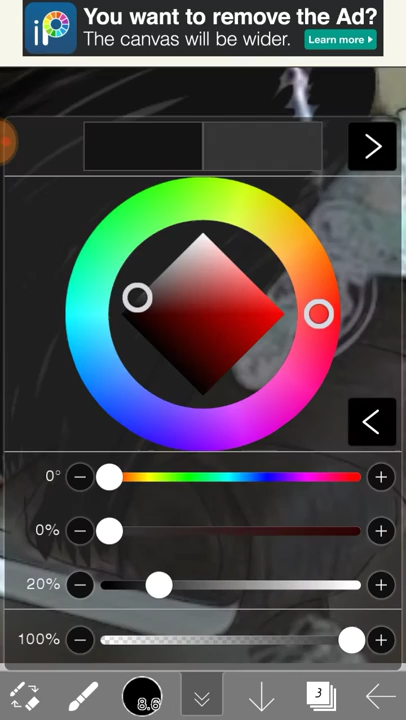 iP
You want to remove the Ad?
The canvas will be wider.
Learn more
0°
0%
20%
100%
8.6
3